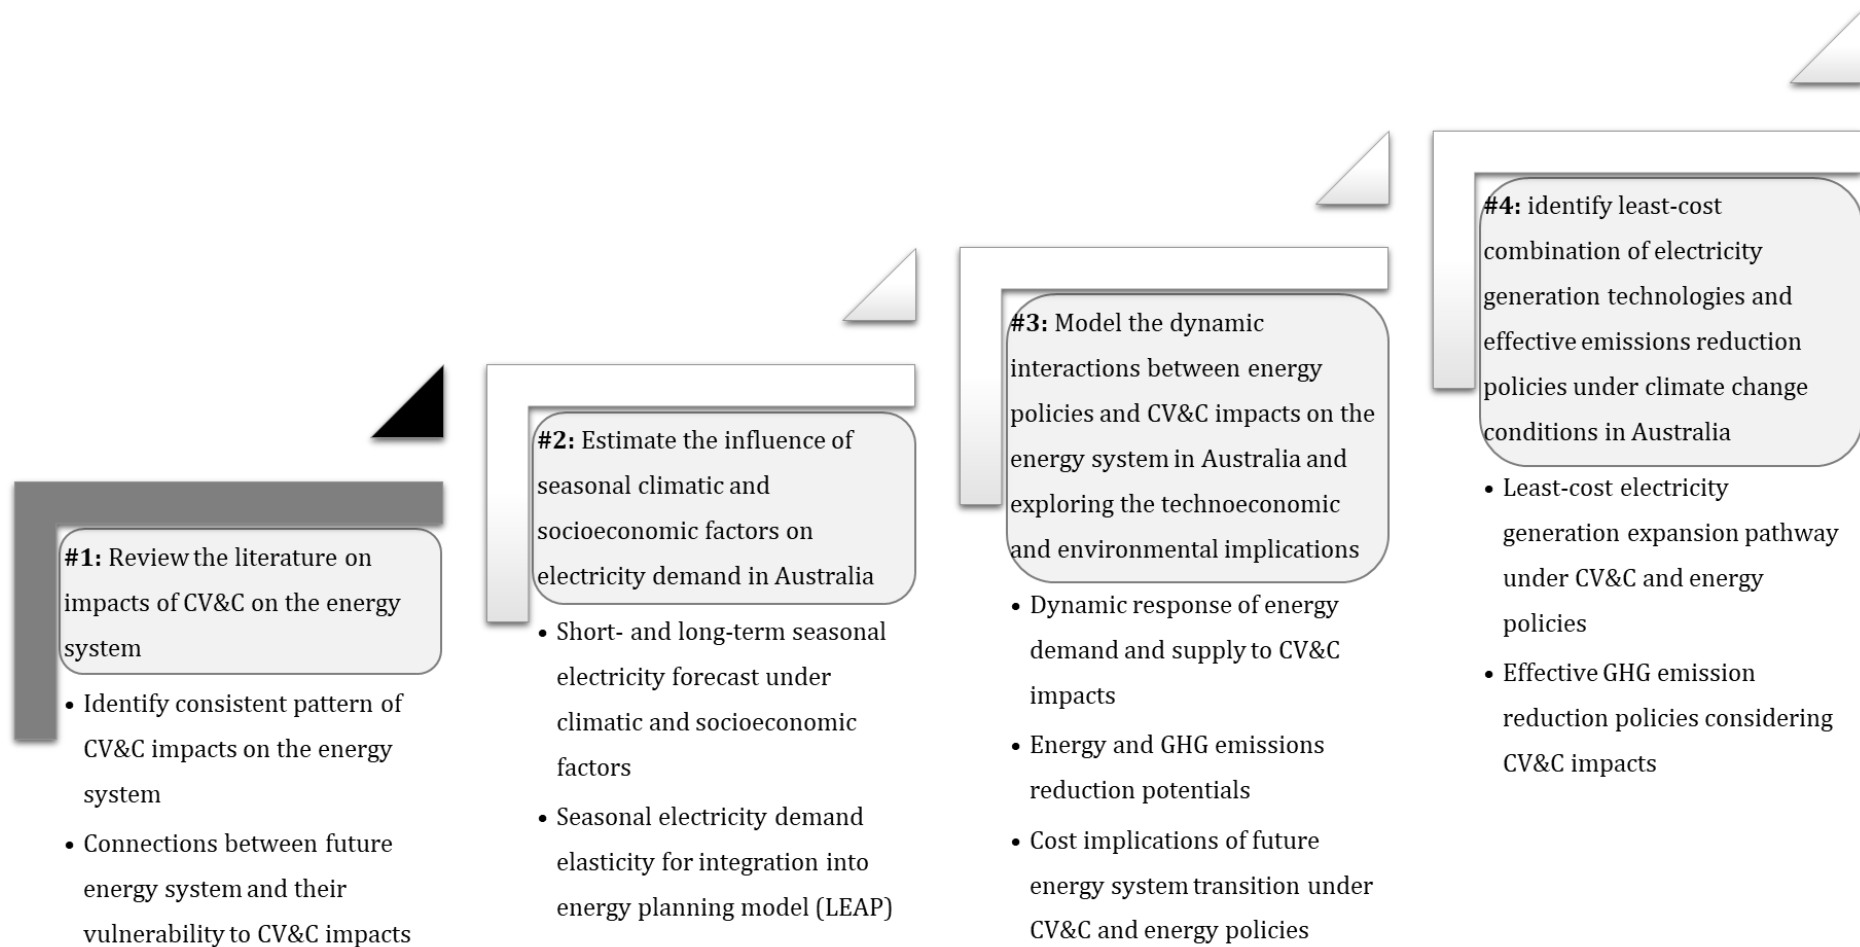 #1: Review the literature on
impacts of CV&C on the energy
system
• Identify consistent pattern of
CV&C impacts on the energy
system
• Connections between future
energy system and their
vulnerability to CV&C impacts
#2: Estimate the influence of
seasonal climatic and
socioeconomic factors on
electricity demand in Australia
• Short- and long-term seasonal
electricity forecast under
climatic and socioeconomic
factors
• Seasonal electricity demand
elasticity for integration into
energy planning model (LEAP)
#3: Model the dynamic
interactions between energy
policies and CV&C impacts on the
energy system in Australia and
exploring the technoeconomic
and environmental implications
• Dynamic response of energy
demand and supply to CV&C
impacts
• Energy and GHG emissions
reduction potentials
• Cost implications of future
energy system transition under
CV&C and energy policies
#4: identify least-cost
combination of electricity
generation technologies and
effective emissions reduction
policies under climate change
conditions in Australia
• Least-cost electricity
generation expansion pathway
under CV&C and energy
policies
• Effective GHG emission
reduction policies considering
CV&C impacts